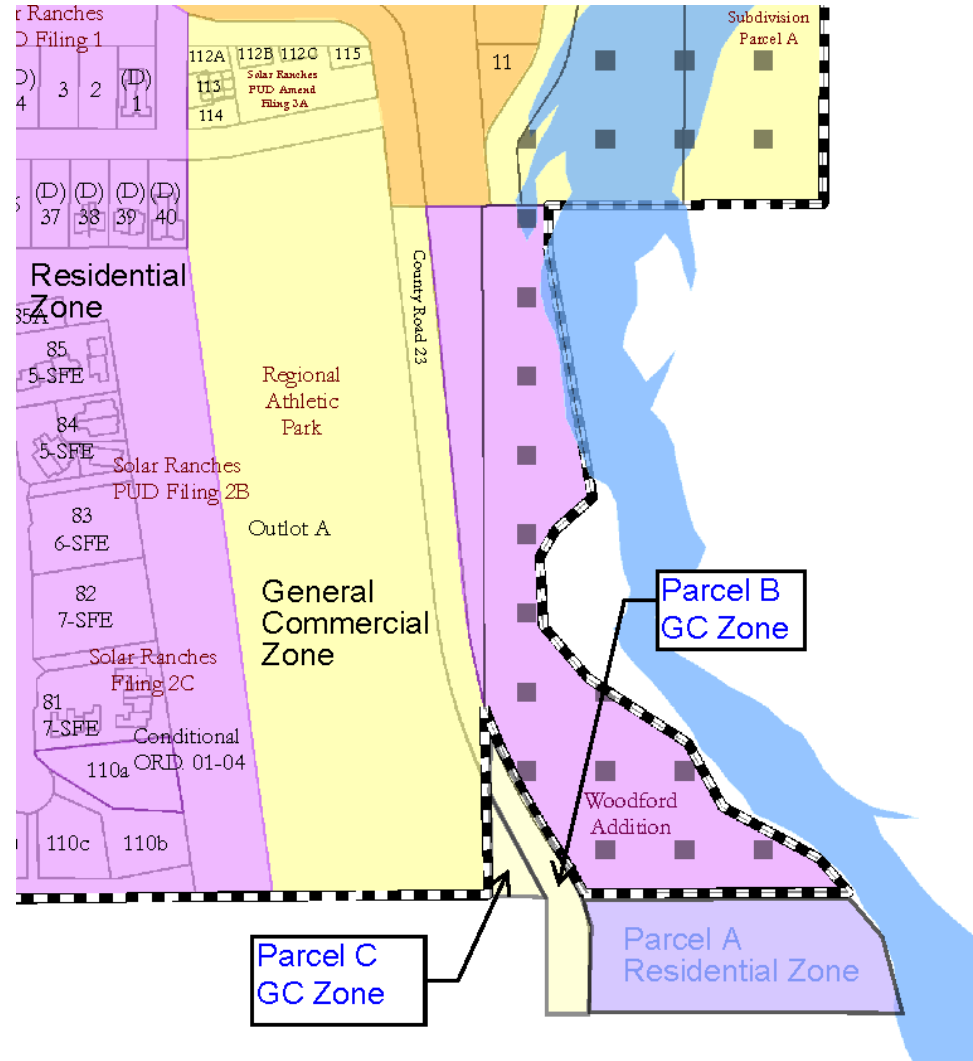 r Ranches
D Filing 1
Subdivision
Parcel A
112A 112B 112C 115
Solar Ranches
PUD Amend
Filing 3A
113
114
11
D)
4
3
2
(D)
1
(D)
37
(D)
38
(D)
39
(D)
40
Residential
Zone
85A
85
5-SFE
84
5-SFE
83
6-SFE
82
7-SFE
81
7-SFE
Solar Ranches
PUD Filing 2B
Solar Ranches
Filing 2C
Conditional
ORD. 01-04
110a
110c
110b
County Road 23
Regional
Athletic
Park
Outlot A
General
Commercial
Zone
Parcel B
GC Zone
Woodford
Addition
Parcel C
GC Zone
Parcel A
Residential Zone